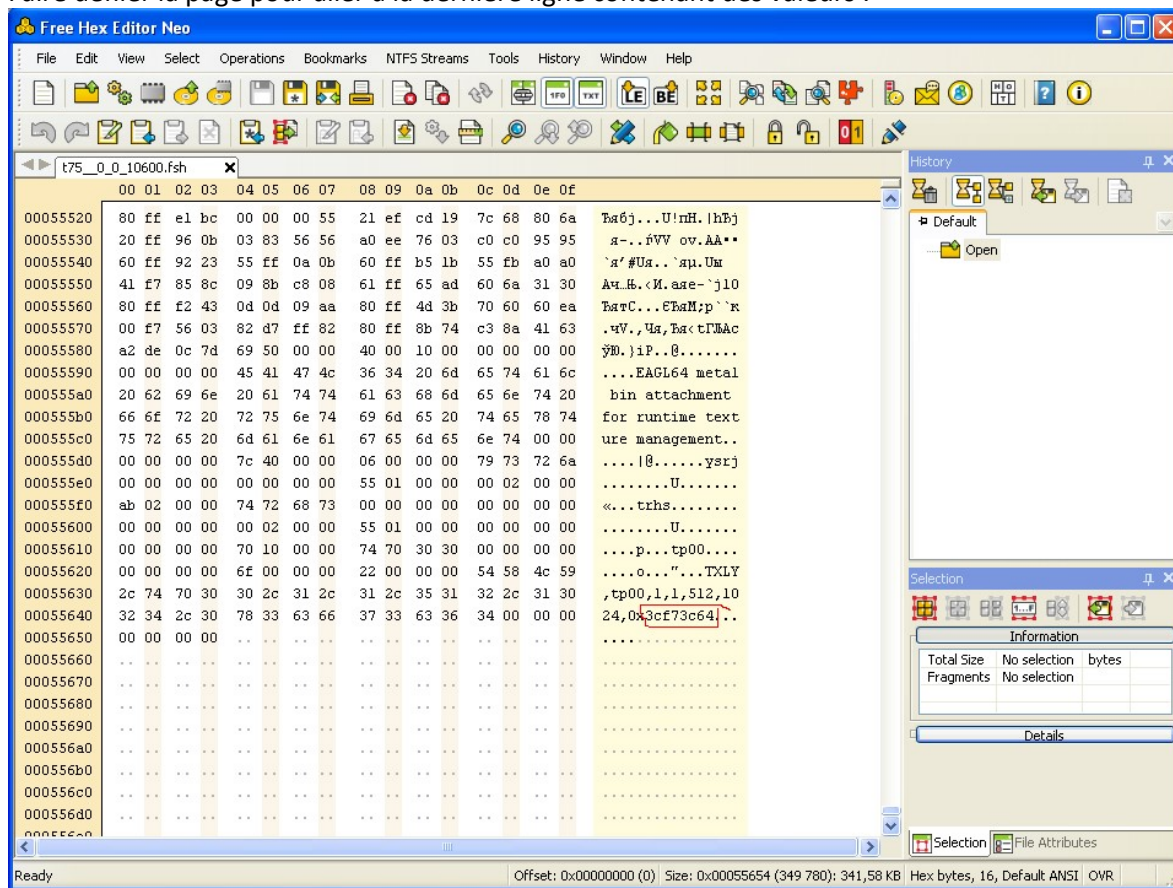 Faire défiler la page pour aller à la dernière ligne contenant des valeurs :
Free Hex Editor Neo
File Edit View Select Operations Bookmarks NTFS Streams Tools History Window Help
t75__0_0_10600.fsh
00 01 02 03 04 05 06 07 08 09 0a 0b 0c 0d 0e 0f
00055520 80 ff e1 bc 00 00 00 55 21 ef cd 19 7c 68 80 6a
00055530 20 ff 96 0b 03 83 56 56 a0 ee 76 03 c0 c0 95 95
00055540 60 ff 92 23 55 ff 0a 0b 60 ff b5 1b 55 fb a0 a0
00055550 41 f7 85 8c 09 8b c8 08 61 ff 65 ad 60 6a 31 30
00055560 80 ff f2 43 0d 0d 09 aa 80 ff 4d 3b 70 60 60 ea
00055570 00 f7 56 03 82 d7 ff 82 80 ff 8b 74 c3 8a 41 63
00055580 a2 de 0c 7d 69 50 00 00 40 00 10 00 00 00 00 00
00055590 00 00 00 00 45 41 47 4c 36 34 20 6d 65 74 61 6c ....EAGL64 metal
000555a0 20 62 69 6e 20 61 74 74 61 63 68 6d 65 6e 74 20 bin attachment
000555b0 66 6f 72 20 72 75 6e 74 69 6d 65 20 74 65 78 74 for runtime text
000555c0 75 72 65 20 6d 61 6e 61 67 65 6d 65 6e 74 00 00 ure management..
000555d0 00 00 00 00 7c 40 00 00 06 00 00 00 79 73 72 6a ....|@......ysrj
000555e0 00 00 00 00 00 00 00 00 55 01 00 00 00 02 00 00 ........U.......
000555f0 ab 02 00 00 74 72 68 73 00 00 00 00 00 00 00 00 «...trhs........
00055600 00 00 00 00 00 02 00 00 55 01 00 00 00 00 00 00 ........U.......
00055610 00 00 00 00 70 10 00 00 74 70 30 30 00 00 00 00 ....p...tp00....
00055620 00 00 00 00 6f 00 00 00 22 00 00 00 54 58 4c 59 ....o..."...TXLY
00055630 2c 74 70 30 30 2c 31 2c 31 2c 35 31 32 2c 31 30 ,tp00,1,1,512,10
00055640 32 34 2c 30 78 33 63 66 37 33 63 36 34 00 00 00 24,0x3cf73c64...
00055650 00 00 00 00 ....
00055660
00055670
00055680
00055690
000556a0
000556b0
000556c0
000556d0
History
Default
Open
Selection
Information
Total Size No selection bytes
Fragments No selection
Details
Selection File Attributes
Ready Offset: 0x00000000 (0) Size: 0x00055654 (349 780): 341,58 KB Hex bytes, 16, Default ANSI OVR